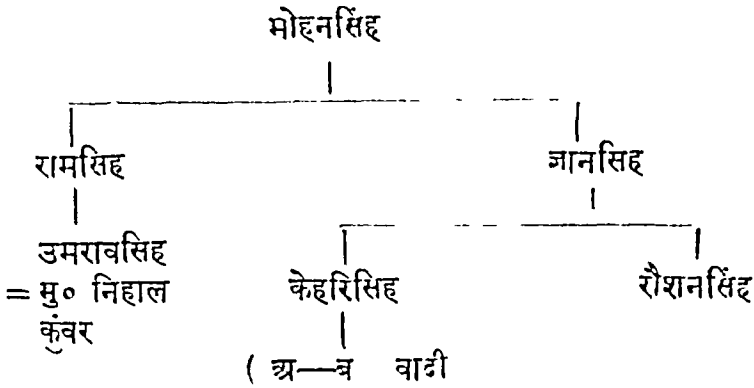 मोहनसिंह
रामसिह ज्ञानसिह
उमरावसिह
= मु० निहाल केहरिसिह रौशनसिंह
कुंवर
( अ—ब वादी